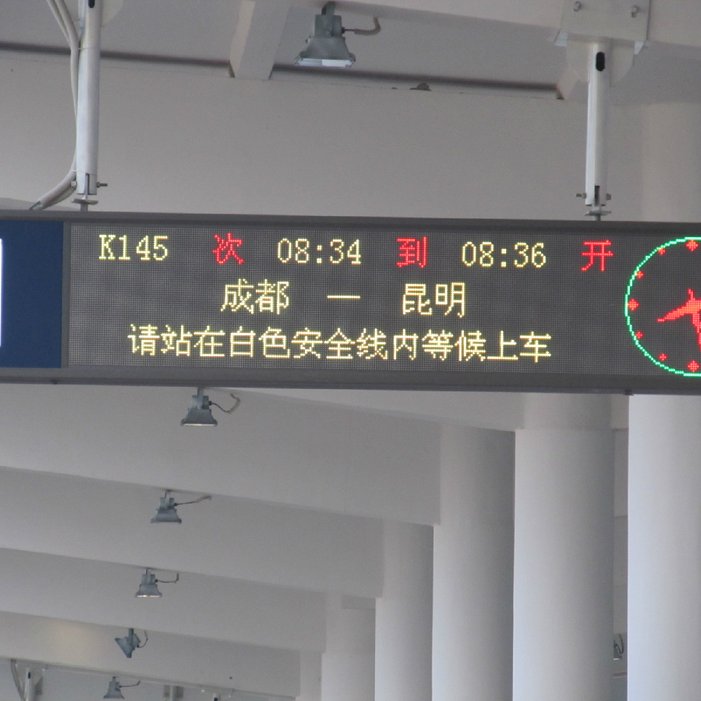 K145 次 08:34 到 08:36 开
成都 — 昆明
请站在白色安全线内等候上车